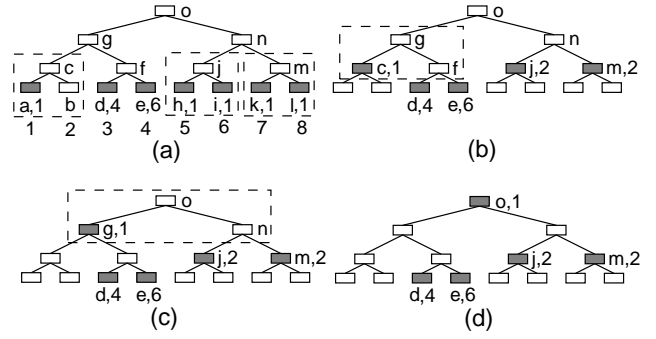 o
g n
c f j m
a,1 b d,4 e,6 h,1 i,1 k,1 l,1
1 2 3 4 5 6 7 8
(a)
o
g n
c,1 f j,2 m,2
d,4 e,6
(b)
o
g,1 n
j,2 m,2
d,4 e,6
(c)
o,1
j,2 m,2
d,4 e,6
(d)